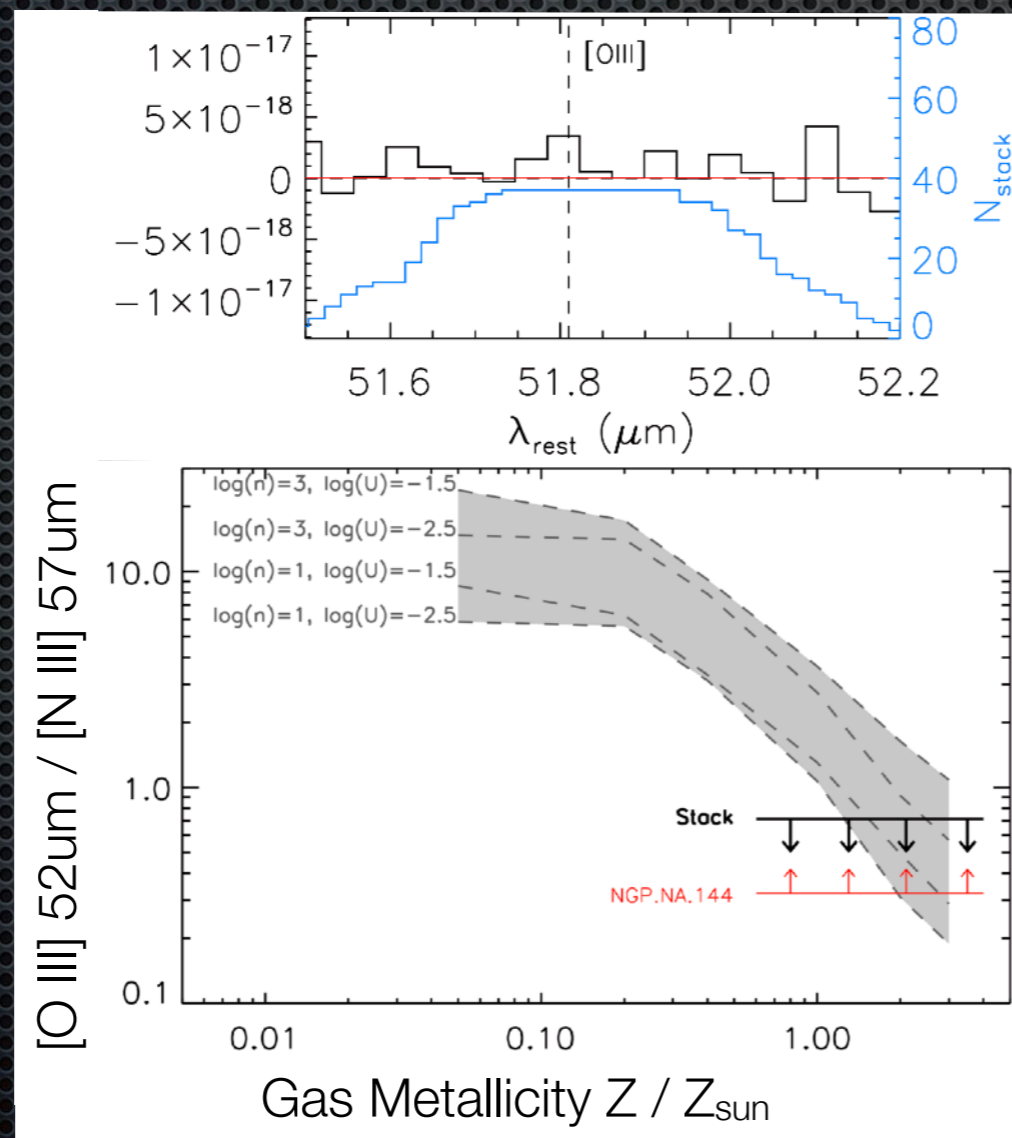 1×10⁻¹⁷
5×10⁻¹⁸
0
−5×10⁻¹⁸
−1×10⁻¹⁷
[OIII]
80
60
40
20
0
N_stack
51.6 51.8 52.0 52.2
λ_rest (μm)
[O III] 52um / [N III] 57um
log(n)=3, log(U)=−1.5
log(n)=3, log(U)=−2.5
log(n)=1, log(U)=−1.5
log(n)=1, log(U)=−2.5
10.0
1.0
0.1
Stack
NGP.NA.144
0.01 0.10 1.00
Gas Metallicity Z / Z_sun